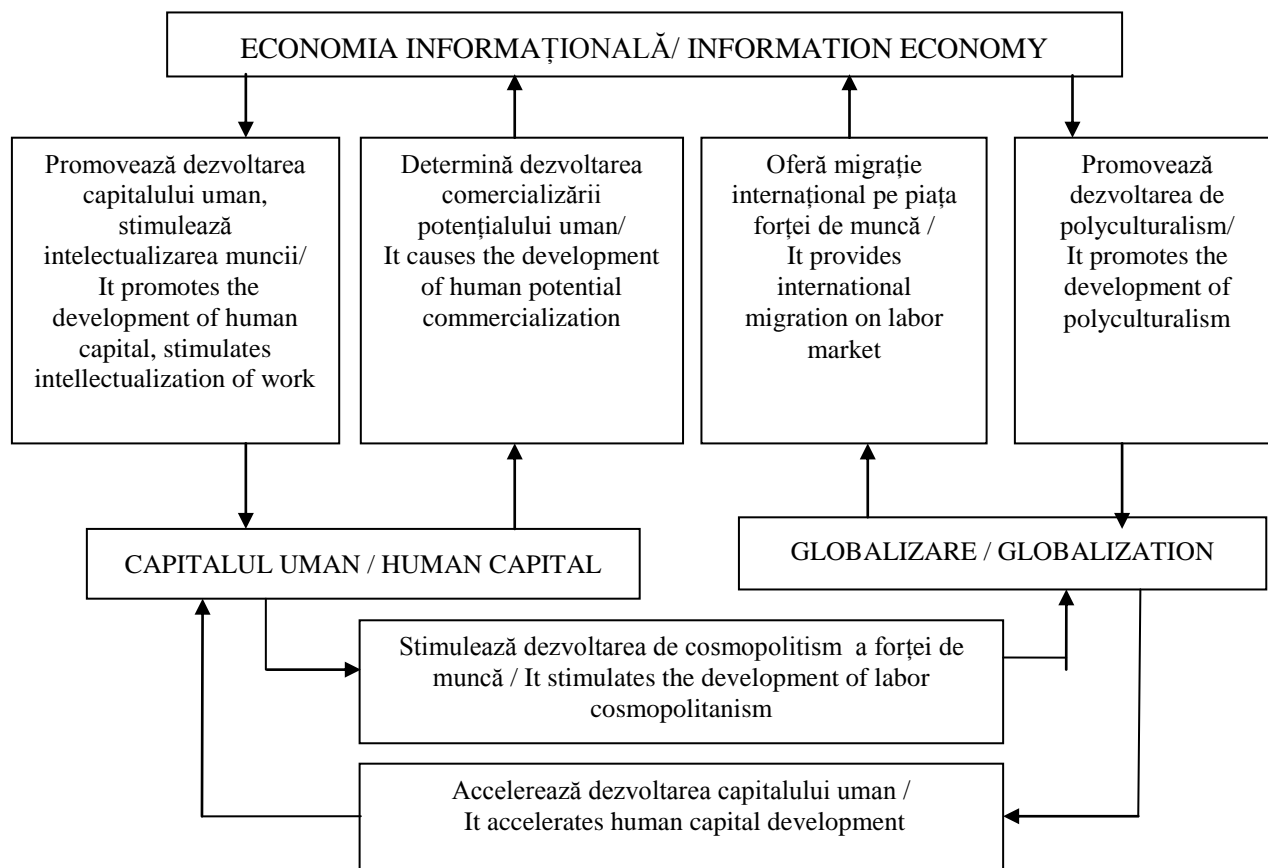 ECONOMIA INFORMAȚIONALĂ/ INFORMATION ECONOMY
Promovează dezvoltarea
capitalului uman,
stimulează
intelectualizarea muncii/
It promotes the
development of human
capital, stimulates
intellectualization of work
Determină dezvoltarea
comercializării
potențialului uman/
It causes the development
of human potential
commercialization
Oferă migrație
internațional pe piața
forței de muncă /
It provides
international
migration on labor
market
Promovează
dezvoltarea de
polyculturalism/
It promotes the
development of
polyculturalism
CAPITALUL UMAN / HUMAN CAPITAL
GLOBALIZARE / GLOBALIZATION
Stimulează dezvoltarea de cosmopolitism a forței de
muncă / It stimulates the development of labor
cosmopolitanism
Accelerează dezvoltarea capitalului uman /
It accelerates human capital development